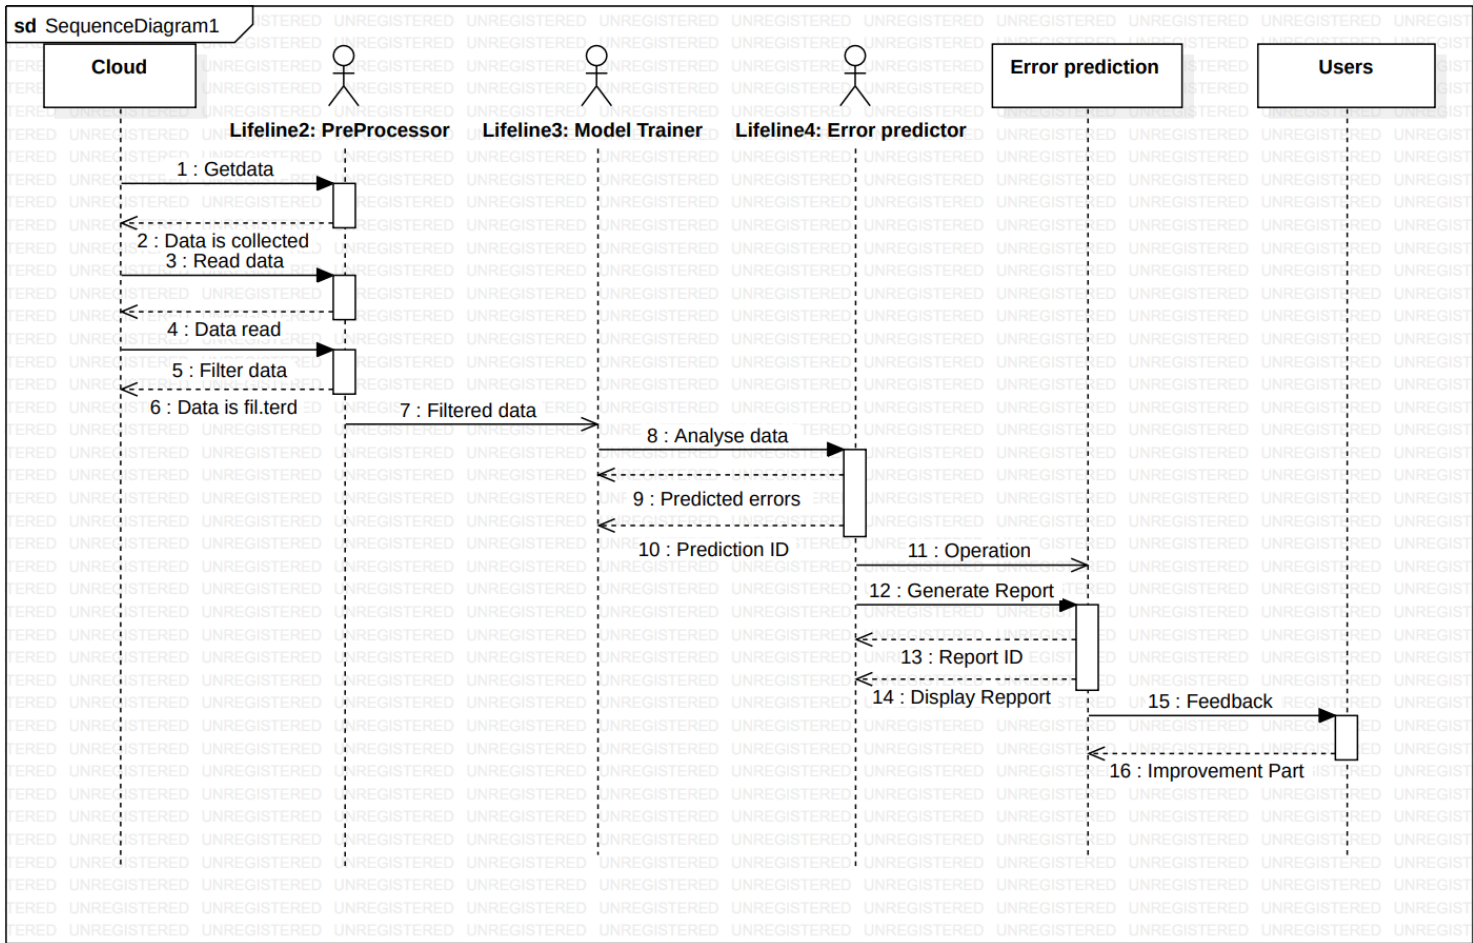 sd SequenceDiagram1
Cloud
Error prediction
Users
Lifeline2: PreProcessor
Lifeline3: Model Trainer
Lifeline4: Error predictor
1 : Getdata
2 : Data is collected
3 : Read data
4 : Data read
5 : Filter data
6 : Data is fil.terd
7 : Filtered data
8 : Analyse data
9 : Predicted errors
10 : Prediction ID
11 : Operation
12 : Generate Report
13 : Report ID
14 : Display Repport
15 : Feedback
16 : Improvement Part
UNREGISTERED